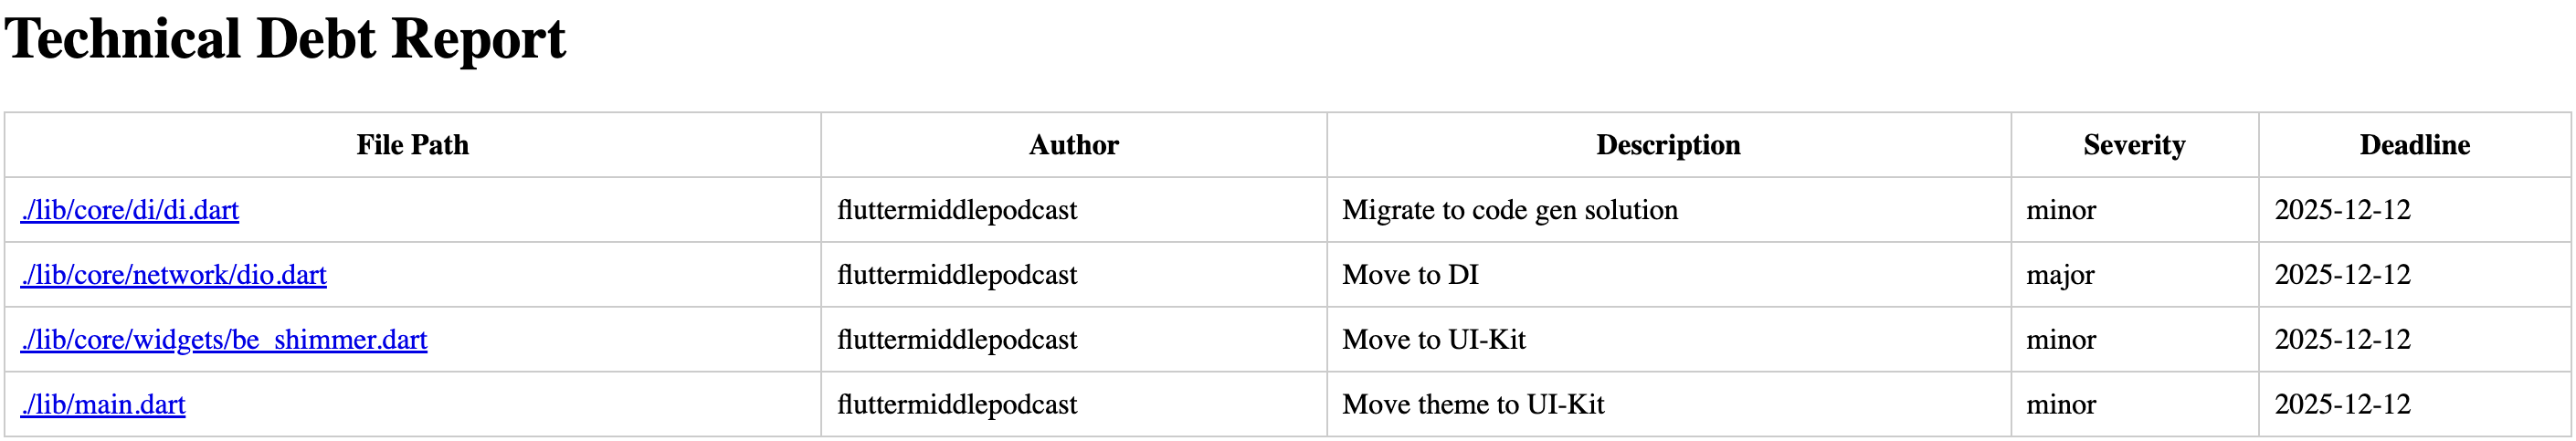 Technical Debt Report
File Path Author Description Severity Deadline
./lib/core/di/di.dart fluttermiddlepodcast Migrate to code gen solution minor 2025-12-12
./lib/core/network/dio.dart fluttermiddlepodcast Move to DI major 2025-12-12
./lib/core/widgets/be_shimmer.dart fluttermiddlepodcast Move to UI-Kit minor 2025-12-12
./lib/main.dart fluttermiddlepodcast Move theme to UI-Kit minor 2025-12-12